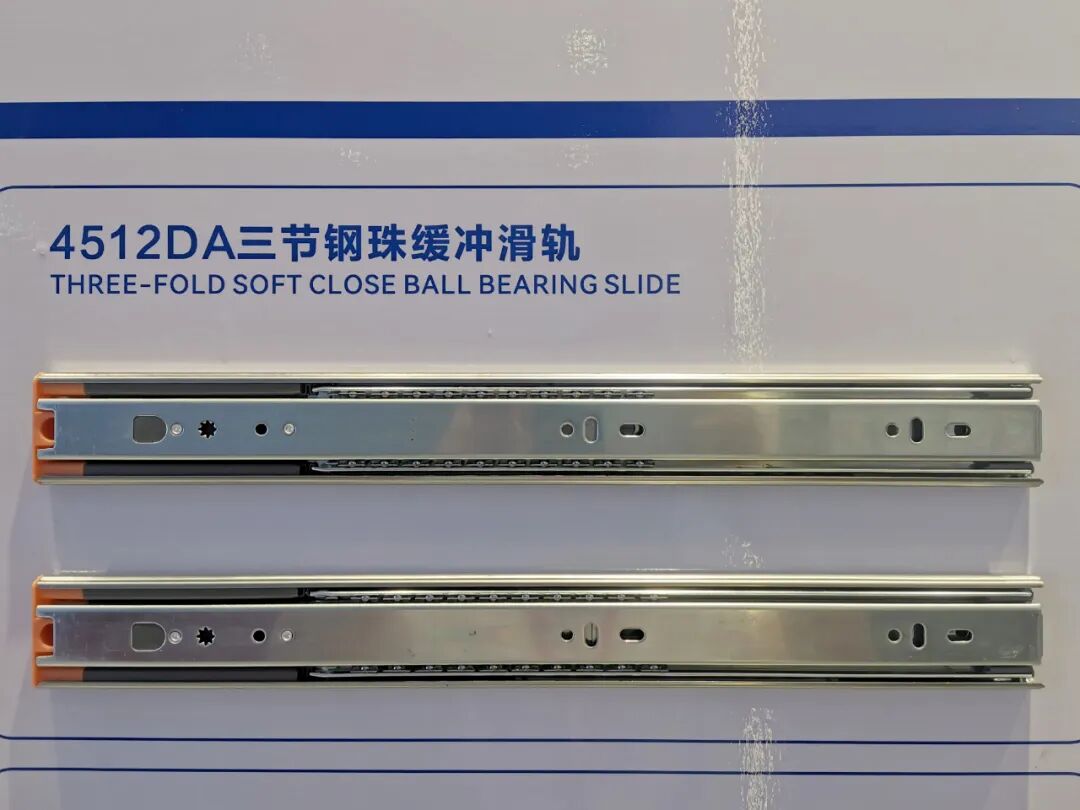 4512DA三节钢珠缓冲滑轨
THREE-FOLD SOFT CLOSE BALL BEARING SLIDE